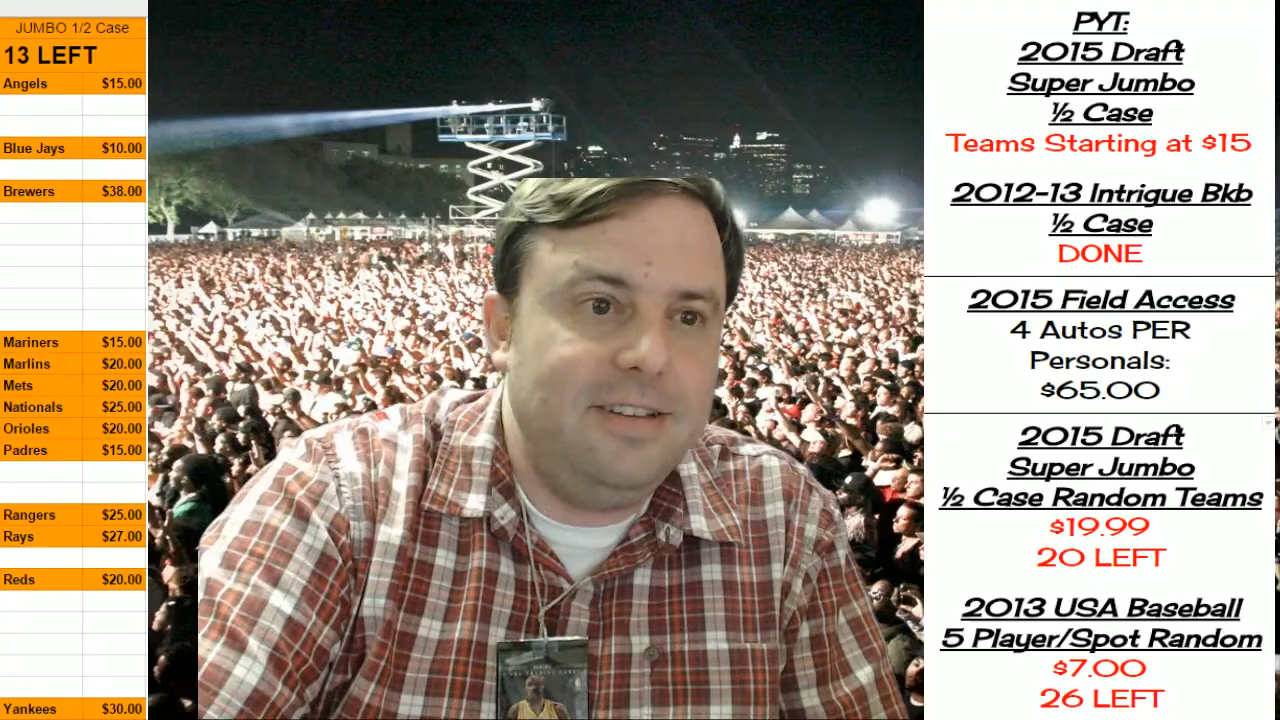 JUMBO 1/2 Case
13 LEFT
Angels $15.00
Blue Jays $10.00
Brewers $38.00
Mariners $15.00
Marlins $20.00
Mets $20.00
Nationals $25.00
Orioles $20.00
Padres $15.00
Rangers $25.00
Rays $27.00
Reds $20.00
Yankees $30.00
PYT:
2015 Draft
Super Jumbo
½ Case
Teams Starting at $15
2012-13 Intrigue Bkb
½ Case
DONE
2015 Field Access
4 Autos PER
Personals:
$65.00
2015 Draft
Super Jumbo
½ Case Random Teams
$19.99
20 LEFT
2013 USA Baseball
5 Player/Spot Random
$7.00
26 LEFT